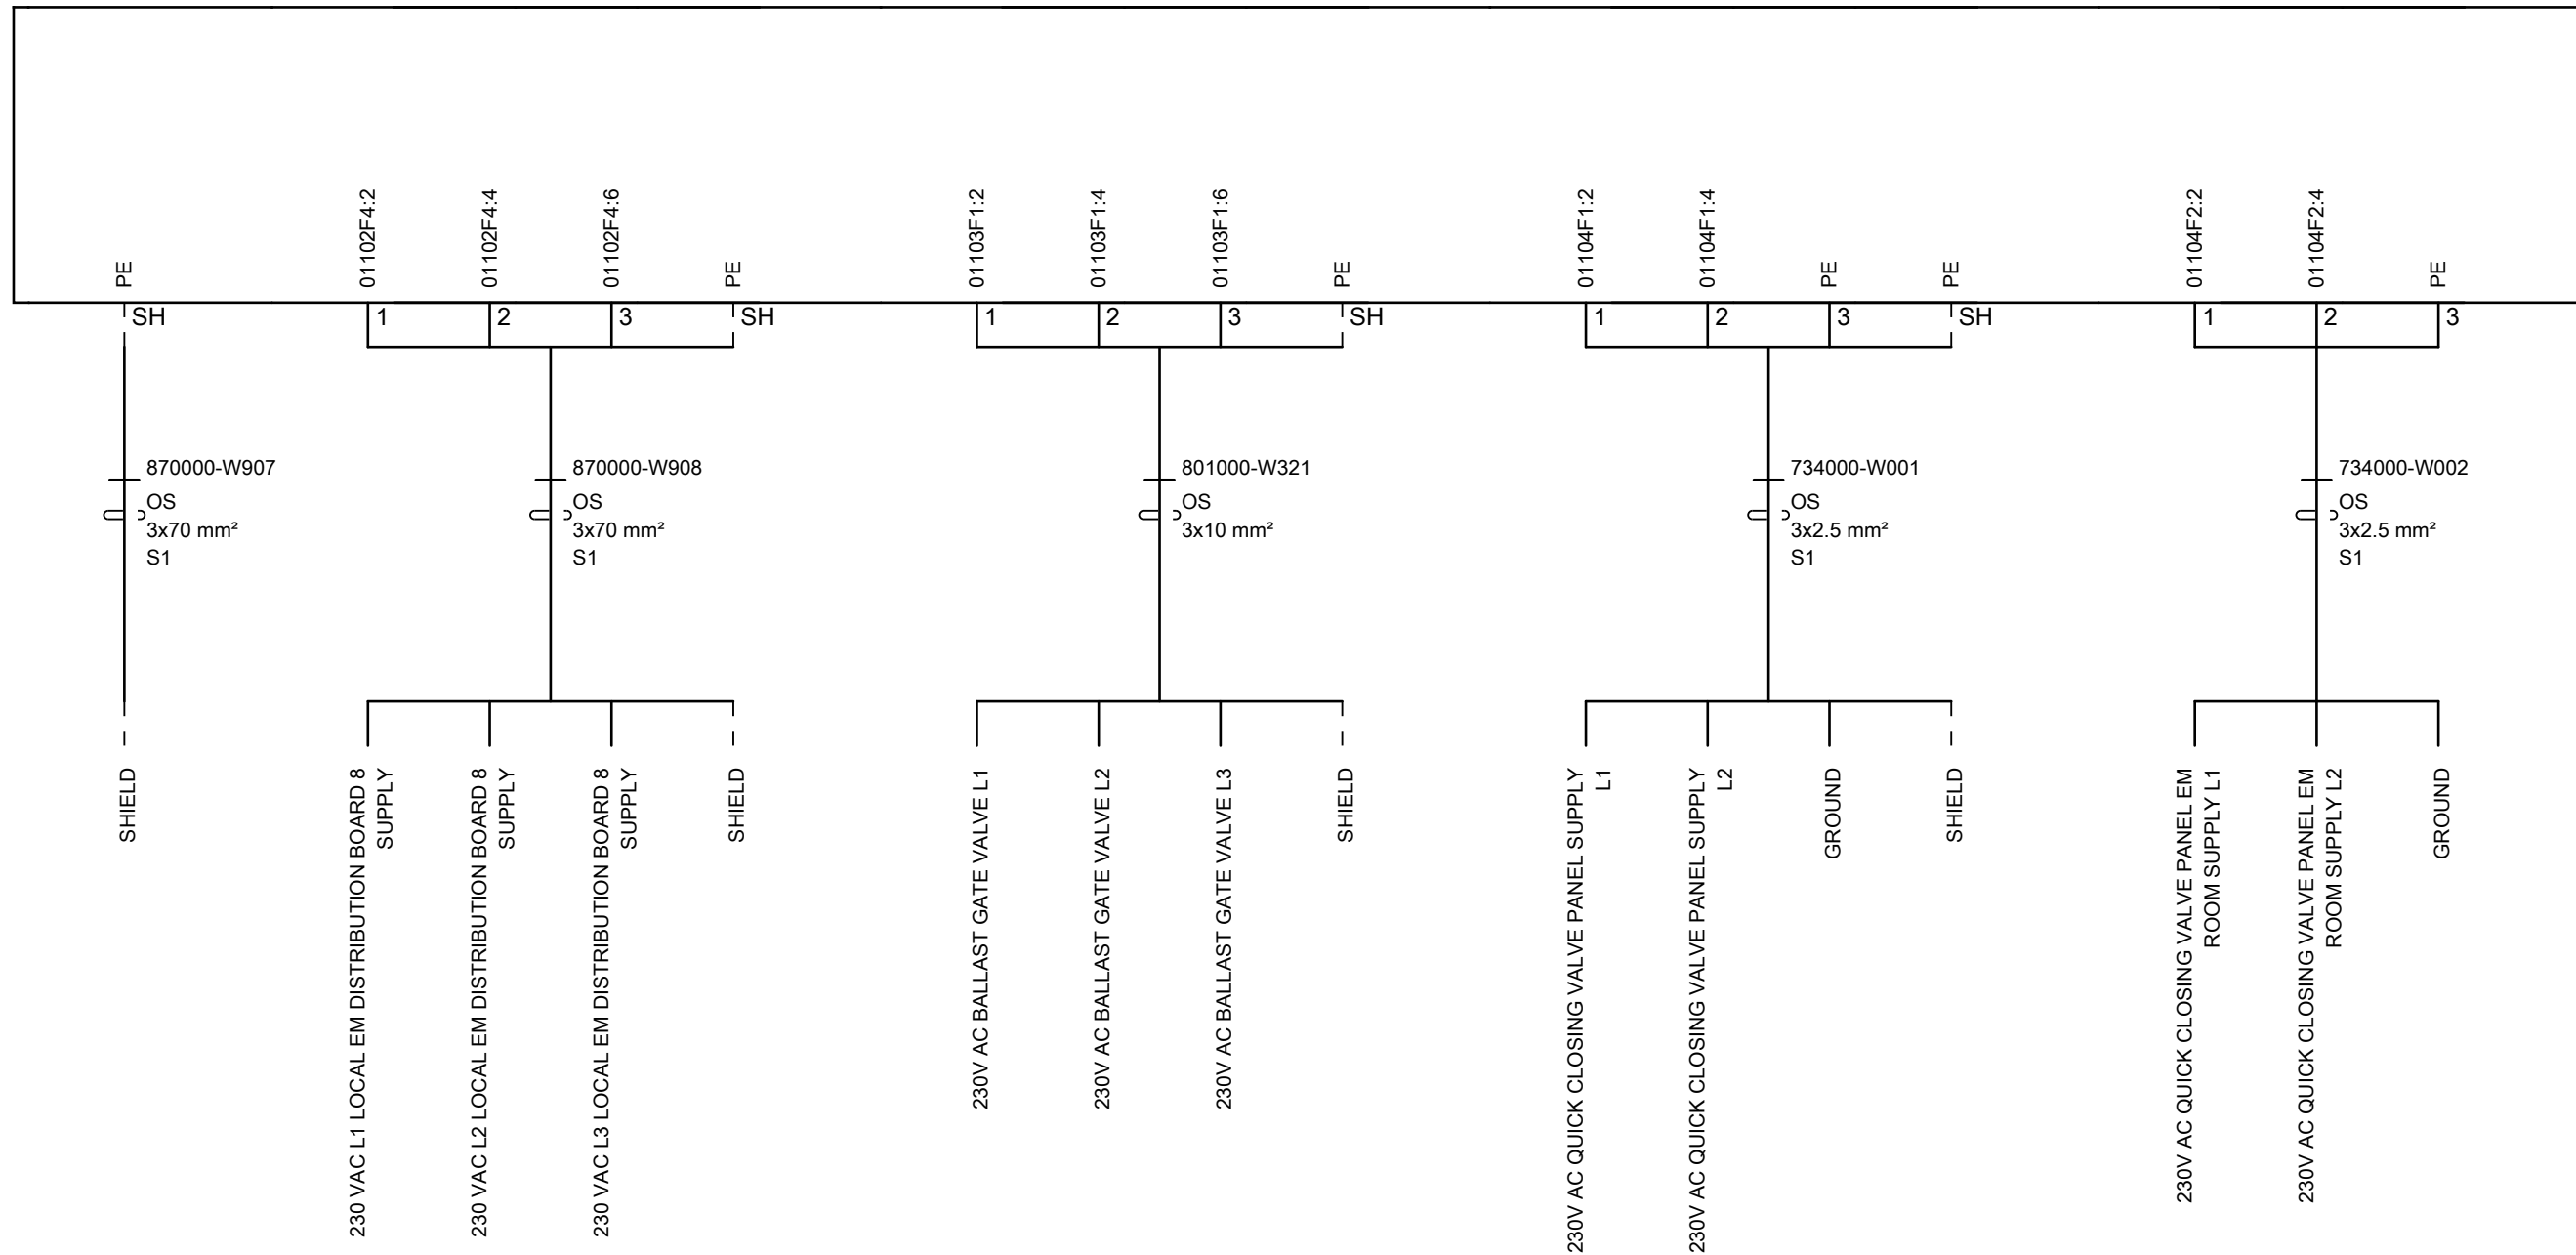 PE
01102F4:2
01102F4:4
01102F4:6
PE
01103F1:2
01103F1:4
01103F1:6
PE
01104F1:2
01104F1:4
PE
PE
01104F2:2
01104F2:4
PE
SH
1
2
3
SH
1
2
3
SH
1
2
3
SH
1
2
3
870000-W907
OS
3x70 mm²
S1
870000-W908
OS
3x70 mm²
S1
801000-W321
OS
3x10 mm²
734000-W001
OS
3x2.5 mm²
S1
734000-W002
OS
3x2.5 mm²
S1
SHIELD
230 VAC L1 LOCAL EM DISTRIBUTION BOARD 8
SUPPLY
230 VAC L2 LOCAL EM DISTRIBUTION BOARD 8
SUPPLY
230 VAC L3 LOCAL EM DISTRIBUTION BOARD 8
SUPPLY
SHIELD
230V AC BALLAST GATE VALVE L1
230V AC BALLAST GATE VALVE L2
230V AC BALLAST GATE VALVE L3
SHIELD
230V AC QUICK CLOSING VALVE PANEL SUPPLY
L1
230V AC QUICK CLOSING VALVE PANEL SUPPLY
L2
GROUND
SHIELD
230V AC QUICK CLOSING VALVE PANEL EM
ROOM SUPPLY L1
230V AC QUICK CLOSING VALVE PANEL EM
ROOM SUPPLY L2
GROUND